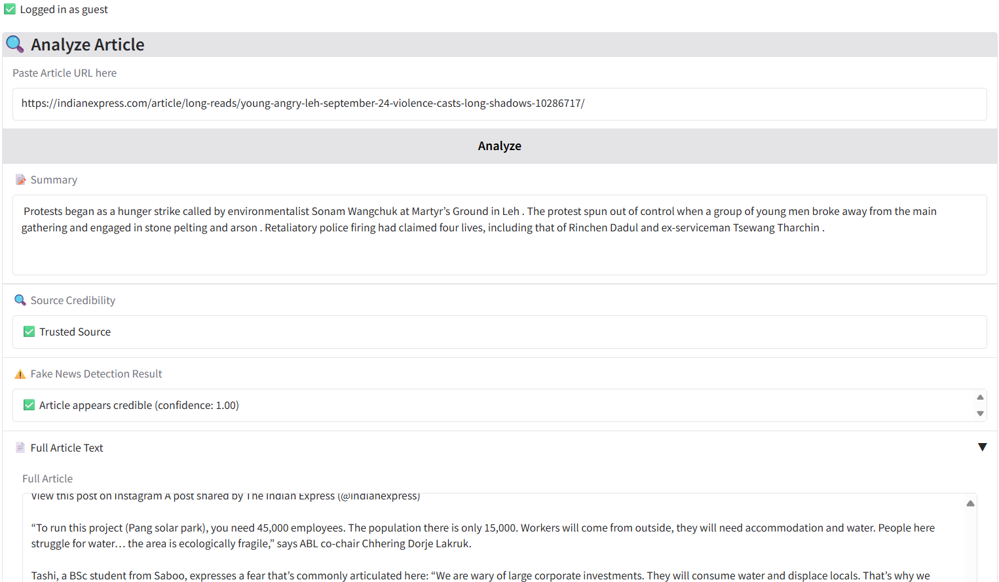 Logged in as guest
Analyze Article
Paste Article URL here
https://indianexpress.com/article/long-reads/young-angry-leh-september-24-violence-casts-long-shadows-10286717/
Analyze
Summary
Protests began as a hunger strike called by environmentalist Sonam Wangchuk at Martyr’s Ground in Leh . The protest spun out of control when a group of young men broke away from the main
gathering and engaged in stone pelting and arson . Retaliatory police firing had claimed four lives, including that of Rinchen Dadul and ex-serviceman Tsewang Tharchin .
Source Credibility
Trusted Source
Fake News Detection Result
Article appears credible (confidence: 1.00)
Full Article Text
Full Article
View this post on Instagram A post shared by The Indian Express (@indianexpress)
“To run this project (Pang solar park), you need 45,000 employees. The population there is only 15,000. Workers will come from outside, they will need accommodation and water. People here
struggle for water… the area is ecologically fragile,” says ABL co-chair Chhering Dorje Lakruk.
Tashi, a BSc student from Saboo, expresses a fear that’s commonly articulated here: “We are wary of large corporate investments. They will consume water and displace locals. That’s why we